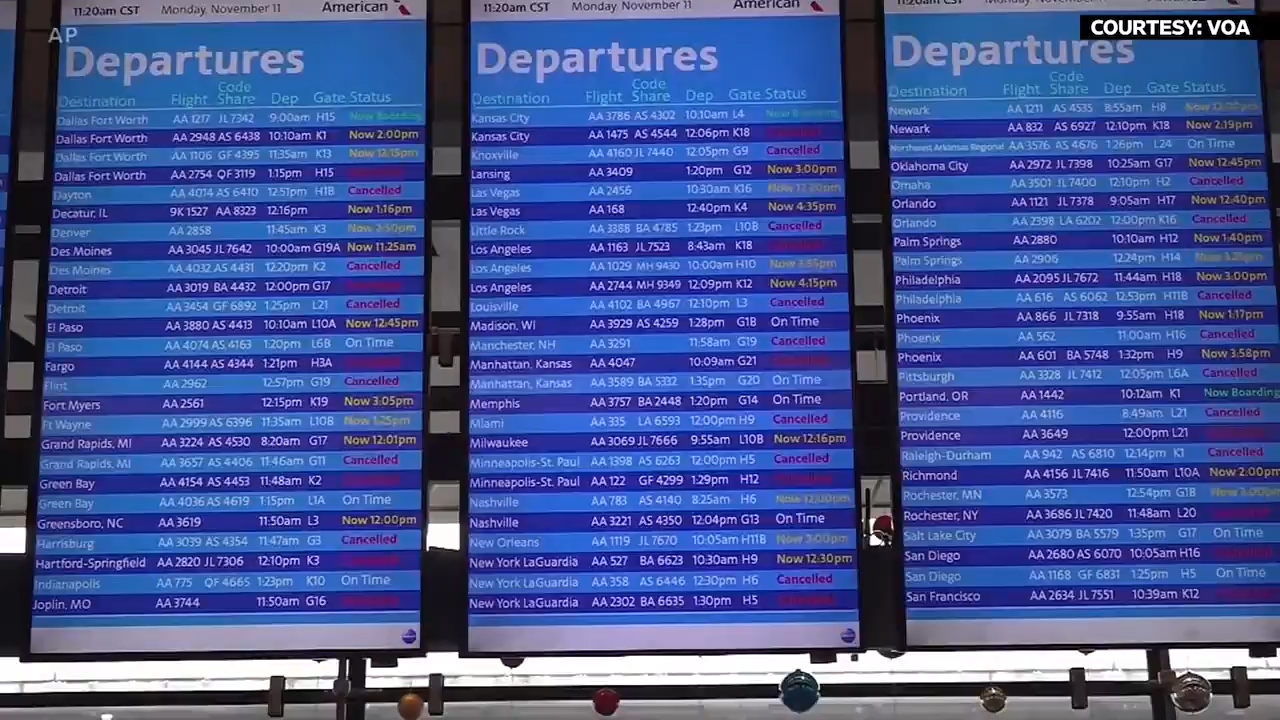 AP
COURTESY: VOA
11:20am CST Monday, November 11 American
Departures
Destination Flight Code Share Dep Gate Status
Dallas Fort Worth AA 1217 JL 7342 9:00am H15 Now Boarding
Dallas Fort Worth AA 2948 AS 6438 10:10am K1 Now 2:00pm
Dallas Fort Worth AA 1106 GF 4395 11:35am K13 Now 12:15pm
Dallas Fort Worth AA 2754 QF 3119 1:15pm H15
Dayton AA 4014 AS 6410 12:51pm H1B Cancelled
Decatur, IL 9K 1527 AA 8323 12:16pm Now 1:16pm
Denver AA 2858 11:45am K3
Des Moines AA 3045 JL 7642 10:00am G19A Now 11:25am
Des Moines AA 4032 AS 4431 12:20pm K2 Cancelled
Detroit AA 3019 BA 4432 12:00pm G17
Detroit AA 3454 GF 6892 1:25pm L21 Cancelled
El Paso AA 3880 AS 4413 10:10am L10A Now 12:45pm
El Paso AA 4074 AS 4163 1:20pm L6B On Time
Fargo AA 4144 AS 4344 1:21pm H3A
Flint AA 2962 12:57pm G19 Cancelled
Fort Myers AA 2561 12:15pm K19 Now 3:05pm
Ft Wayne AA 2999 AS 6396 11:35am L10B Now 1:25pm
Grand Rapids, MI AA 3224 AS 4530 8:20am G17 Now 12:01pm
Grand Rapids, MI AA 3657 AS 4406 11:46am G11 Cancelled
Green Bay AA 4154 AS 4453 11:48am K2
Green Bay AA 4036 AS 4619 1:15pm L1A On Time
Greensboro, NC AA 3619 11:50am L3 Now 12:00pm
Harrisburg AA 3039 AS 4354 11:47am G3 Cancelled
Hartford-Springfield AA 2820 JL 7306 12:10pm K3
Indianapolis AA 775 QF 4665 1:23pm K10 On Time
Joplin, MO AA 3744 11:50am G16
11:20am CST Monday, November 11 American
Departures
Destination Flight Code Share Dep Gate Status
Kansas City AA 3786 AS 4302 10:10am L4 Now Boarding
Kansas City AA 1475 AS 4544 12:06pm K18
Knoxville AA 4160 JL 7440 12:05pm G9 Cancelled
Lansing AA 3409 1:20pm G12 Now 3:00pm
Las Vegas AA 2456 10:30am K16
Las Vegas AA 168 12:40pm K4 Now 4:35pm
Little Rock AA 3388 BA 4785 1:23pm L10B Cancelled
Los Angeles AA 1163 JL 7523 8:43am K18
Los Angeles AA 1029 MH 9430 10:00am H10
Los Angeles AA 2744 MH 9349 12:09pm K12 Now 4:15pm
Louisville AA 4102 BA 4967 12:10pm L3 Cancelled
Madison, WI AA 3929 AS 4259 1:28pm G1B On Time
Manchester, NH AA 3291 11:58am G19 Cancelled
Manhattan, Kansas AA 4047 10:09am G21
Manhattan, Kansas AA 3589 BA 5332 1:35pm G20 On Time
Memphis AA 3757 BA 2448 1:20pm G14 On Time
Miami AA 335 LA 6593 12:00pm H9 Cancelled
Milwaukee AA 3069 JL 7666 9:55am L10B Now 12:16pm
Minneapolis-St. Paul AA 1398 AS 6263 12:00pm H5 Cancelled
Minneapolis-St. Paul AA 122 GF 4299 1:29pm H12
Nashville AA 783 AS 4140 8:25am H6 Now 12:00pm
Nashville AA 3221 AS 4350 12:04pm G13 On Time
New Orleans AA 1119 JL 7670 10:05am H11B Now 3:00pm
New York LaGuardia AA 527 BA 6623 10:30am H9 Now 12:30pm
New York LaGuardia AA 358 AS 6446 12:30pm H6 Cancelled
New York LaGuardia AA 2302 BA 6635 1:30pm H5
11:20am CST Monday, November
Departures
Destination Flight Code Share Dep Gate Status
Newark AA 1211 AS 4535 8:55am H8
Newark AA 832 AS 6927 12:10pm K18 Now 2:19pm
Northwest Arkansas Regional AA 3576 AS 4676 1:26pm L24 On Time
Oklahoma City AA 2972 JL 7398 10:25am G17 Now 12:45pm
Omaha AA 3501 JL 7400 12:10pm H2 Cancelled
Orlando AA 1121 JL 7378 9:05am H17 Now 12:40pm
Orlando AA 2398 LA 6202 12:00pm K16 Cancelled
Palm Springs AA 2880 10:10am H12 Now 1:40pm
Palm Springs AA 2906 12:24pm H14
Philadelphia AA 2095 JL 7672 11:44am H18 Now 3:00pm
Philadelphia AA 616 AS 6062 12:53pm H11B Cancelled
Phoenix AA 866 JL 7318 9:55am H18 Now 1:17pm
Phoenix AA 562 11:00am H16 Cancelled
Phoenix AA 601 BA 5748 1:32pm H9 Now 3:58pm
Pittsburgh AA 3328 JL 7412 12:05pm L6A Cancelled
Portland, OR AA 1442 10:12am K1 Now Boarding
Providence AA 4116 8:49am L21 Cancelled
Providence AA 3649 12:00pm L21
Raleigh-Durham AA 942 AS 6810 12:14pm K1 Cancelled
Richmond AA 4156 JL 7416 11:50am L10A Now 2:00pm
Rochester, MN AA 3573 12:54pm G1B
Rochester, NY AA 3686 JL 7420 11:48am L20
Salt Lake City AA 3079 BA 5579 1:35pm G17 On Time
San Diego AA 2680 AS 6070 10:05am H16
San Diego AA 1168 GF 6831 1:25pm H5 On Time
San Francisco AA 2634 JL 7551 10:39am K12